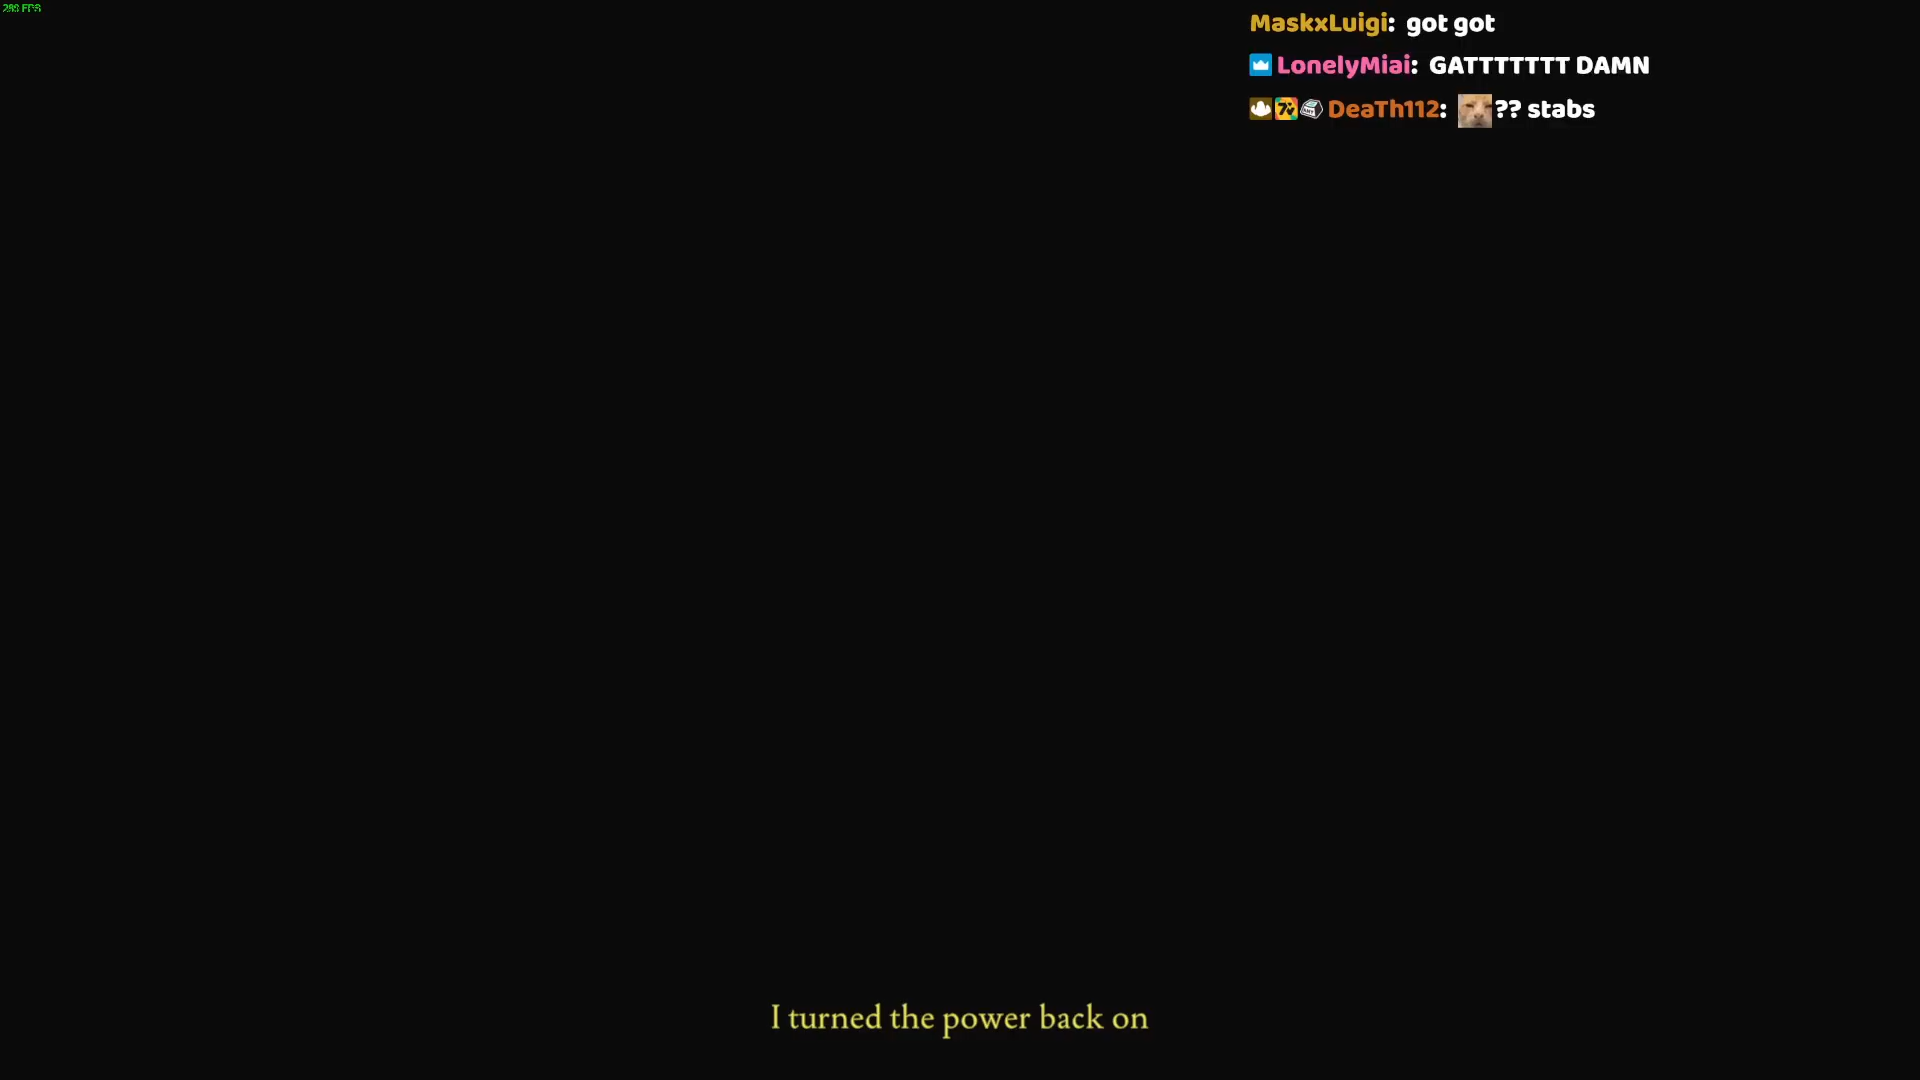 MaskxLuigi: got got
LonelyMiai: GATTTTTTT DAMN
DeaTh112: ?? stabs
I turned the power back on